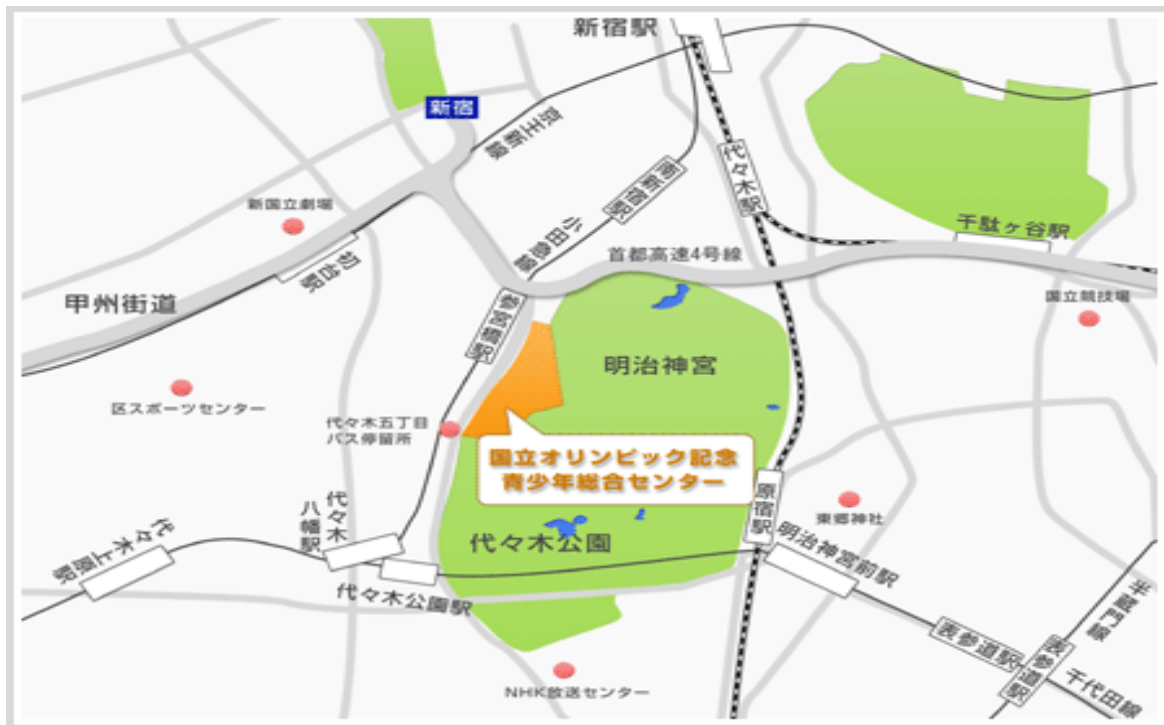 新宿駅
新宿
京王新線
南新宿駅
代々木駅
新国立劇場
小田急線
千駄ヶ谷駅
初台駅
首都高速4号線
甲州街道
国立競技場
参宮橋駅
明治神宮
区スポーツセンター
代々木五丁目
バス停留所
国立オリンピック記念
青少年総合センター
原宿駅
東郷神社
代々木
八幡駅
代々木上原駅
代々木公園
明治神宮前駅
代々木公園駅
半蔵門線
表参道駅
表参道駅
千代田線
NHK放送センター